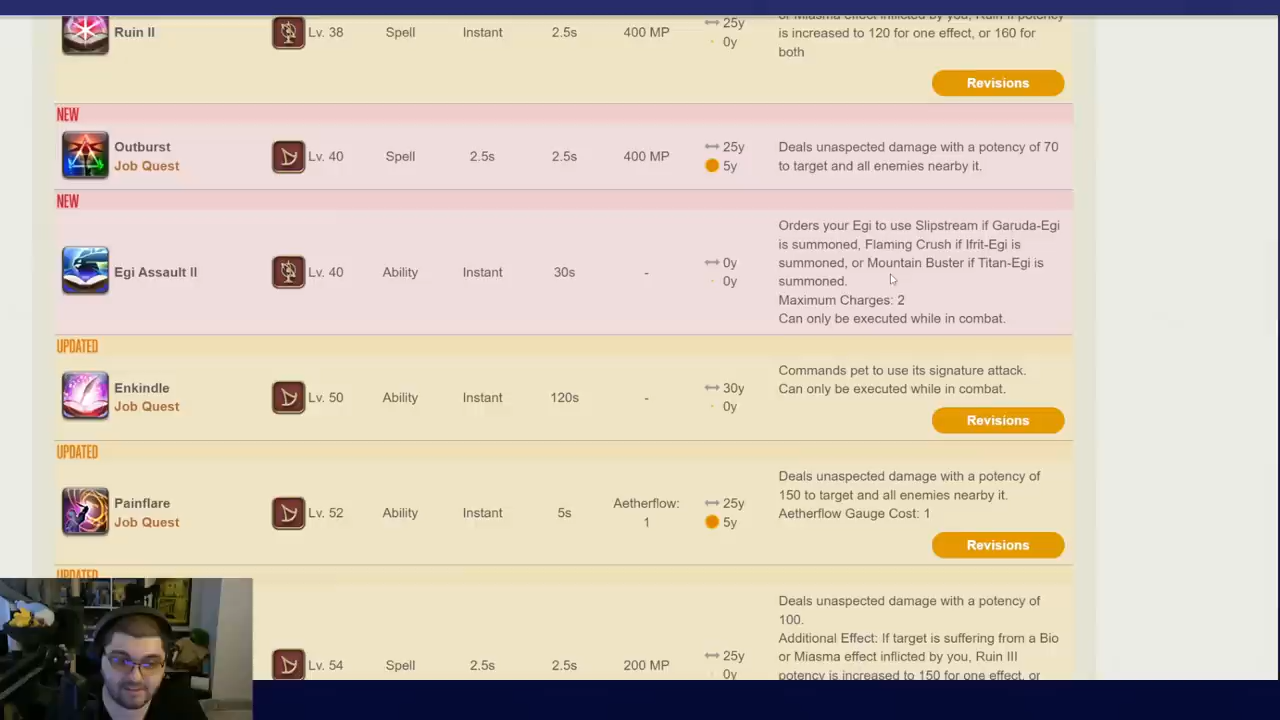 or Miasma effect inflicted by you, Ruin II potency
Ruin II
Lv. 38
Spell
Instant
2.5s
400 MP
25y
0y
is increased to 120 for one effect, or 160 for
both
Revisions
NEW
Outburst
Job Quest
Lv. 40
Spell
2.5s
2.5s
400 MP
25y
5y
Deals unaspected damage with a potency of 70
to target and all enemies nearby it.
NEW
Egi Assault II
Lv. 40
Ability
Instant
30s
-
0y
0y
Orders your Egi to use Slipstream if Garuda-Egi
is summoned, Flaming Crush if Ifrit-Egi is
summoned, or Mountain Buster if Titan-Egi is
summoned.
Maximum Charges: 2
Can only be executed while in combat.
UPDATED
Enkindle
Job Quest
Lv. 50
Ability
Instant
120s
-
30y
0y
Commands pet to use its signature attack.
Can only be executed while in combat.
Revisions
UPDATED
Painflare
Job Quest
Lv. 52
Ability
Instant
5s
Aetherflow:
1
25y
5y
Deals unaspected damage with a potency of
150 to target and all enemies nearby it.
Aetherflow Gauge Cost: 1
Revisions
UPDATED
Lv. 54
Spell
2.5s
2.5s
200 MP
25y
0y
Deals unaspected damage with a potency of
100.
Additional Effect: If target is suffering from a Bio
or Miasma effect inflicted by you, Ruin III
potency is increased to 150 for one effect, or